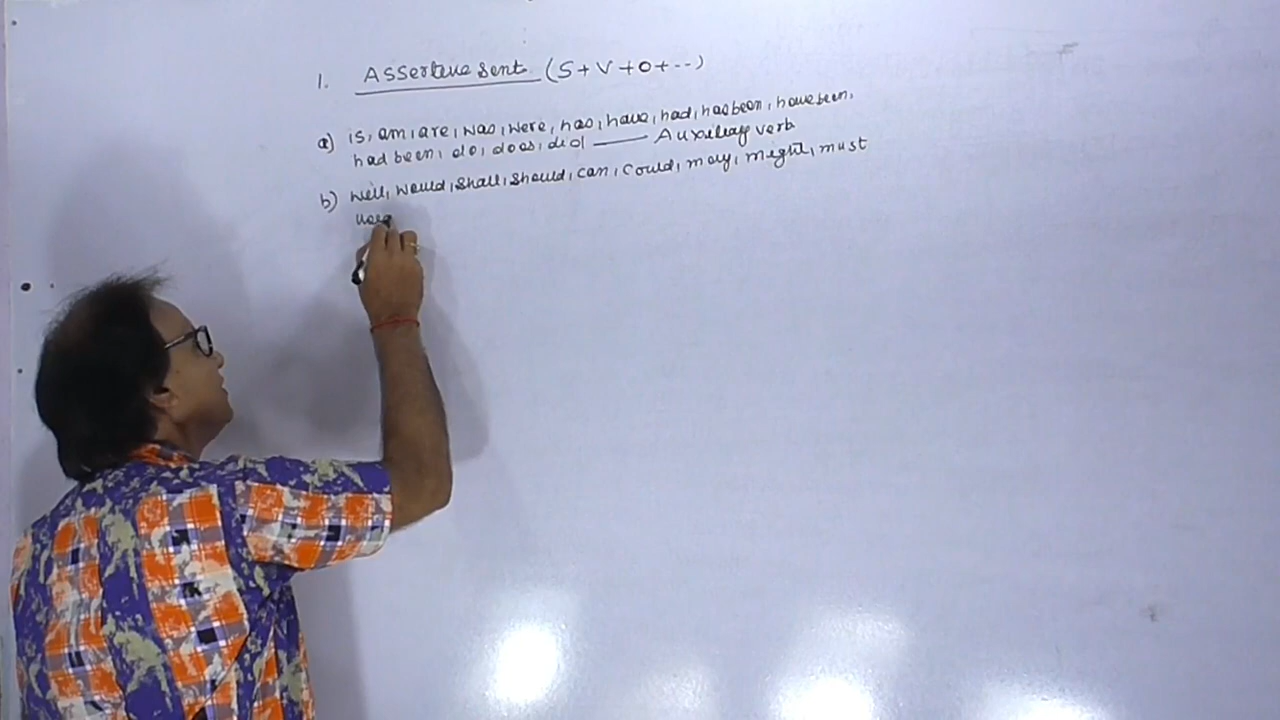 1. Assertive sent (S+V+O+--)
a) is, am, are, was, were, has, have, had, has been, have been,
had been, do, does, did —— Auxiliary verb
b) will, would, shall, should, can, could, may, might, must
used